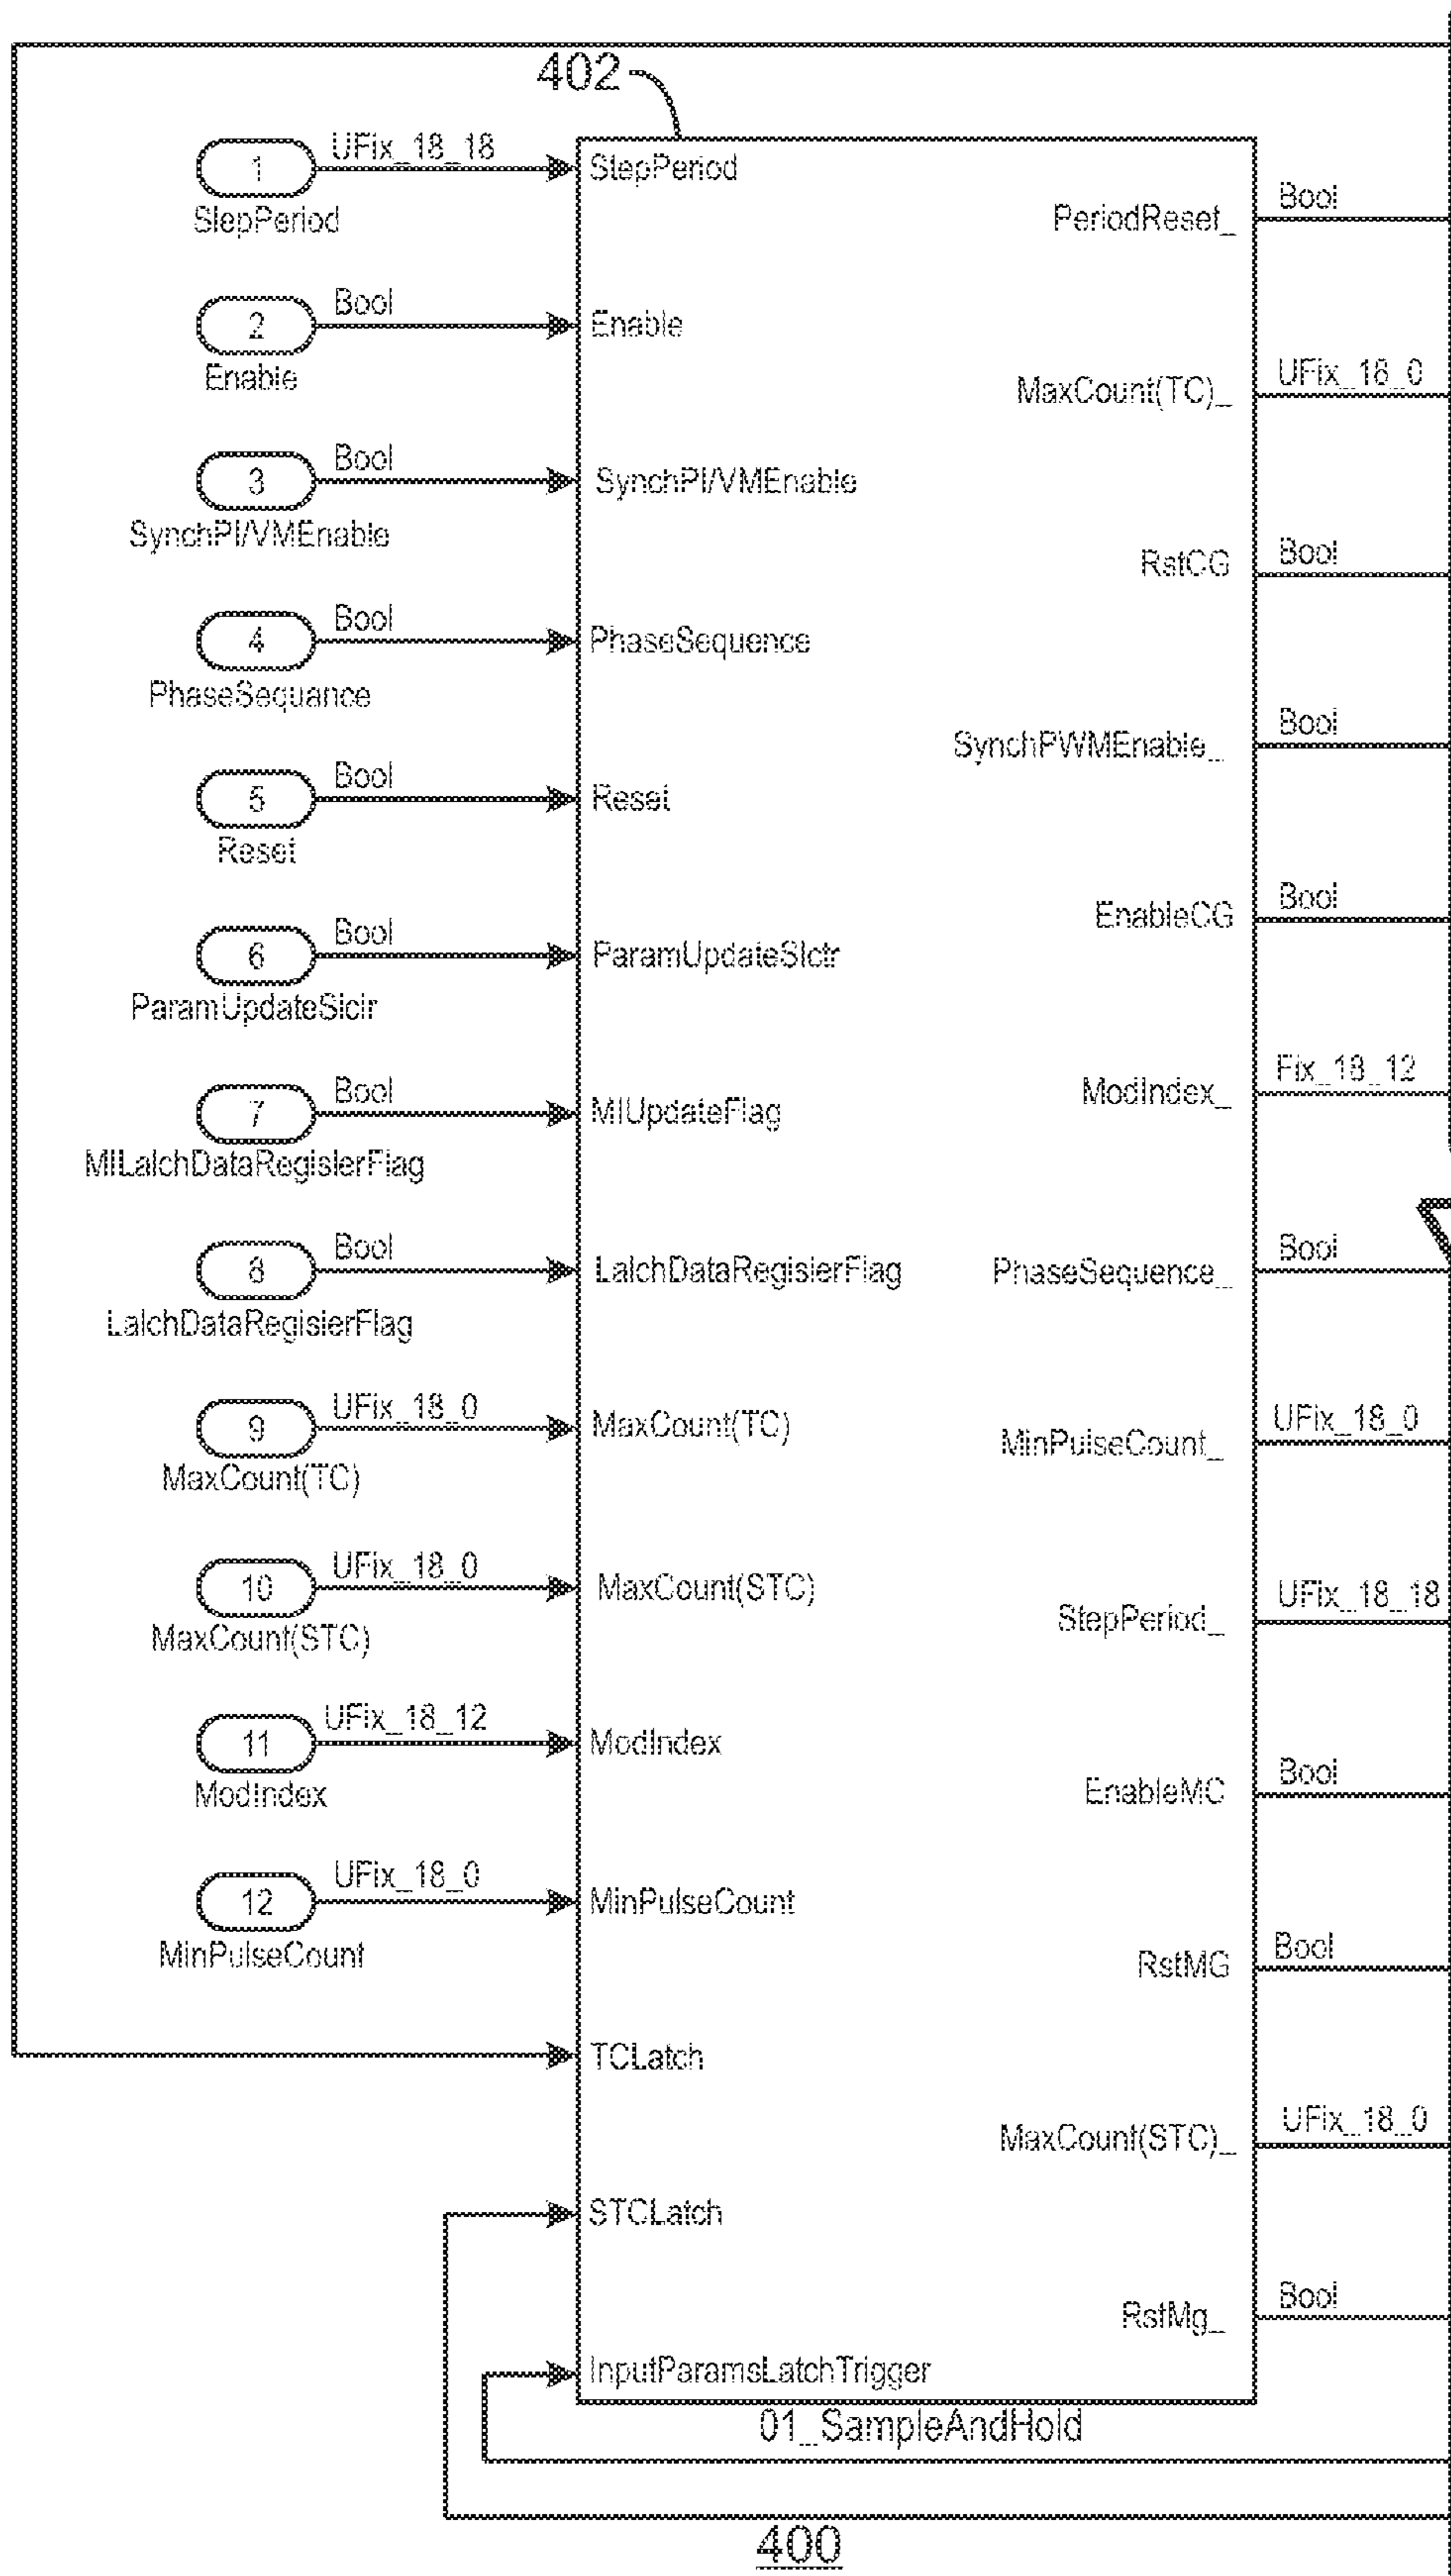 402
1
UFix_18_18
SlepPeriod
StepPeriod
PeriodReset_
Bool
2
Bool
Enable
Enable
MaxCount(TC)_
UFix_18_0
3
Bool
SynchPI/VMEnable
SynchPI/VMEnable
RstCG
Bool
4
Bool
PhaseSequance
PhaseSequence
SynchPWMEnable_
Bool
5
Bool
Reset
Reset
EnableCG
Bool
6
Bool
ParamUpdateSlcir
ParamUpdateSlctr
ModIndex_
Fix_18_12
7
Bool
MILalchDataRegislerFlag
MIUpdateFlag
PhaseSequence_
Bool
8
Bool
LalchDataRegisierFlag
LalchDataRegisierFlag
MinPulseCount_
UFix_18_0
9
UFix_18_0
MaxCount(TC)
MaxCount(TC)
StepPeriod_
UFix_18_18
10
UFix_18_0
MaxCount(STC)
MaxCount(STC)
EnableMC
Bool
11
UFix_18_12
ModIndex
ModIndex
RstMG
Bool
12
UFix_18_0
MinPulseCount
MinPulseCount
TCLatch
MaxCount(STC)_
UFix_18_0
STCLatch
RstMg_
Bool
InputParamsLatchTrigger
01_SampleAndHold
400